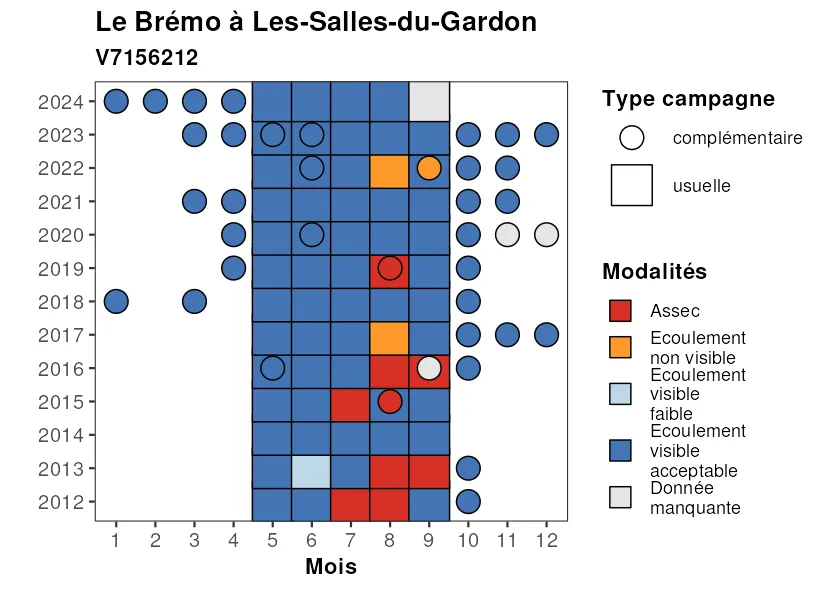 Le Brémo à Les-Salles-du-Gardon
V7156212
2024
2023
2022
2021
2020
2019
2018
2017
2016
2015
2014
2013
2012
1 2 3 4 5 6 7 8 9 10 11 12
Mois
Type campagne
complémentaire
usuelle
Modalités
Assec
Ecoulement
non visible
Ecoulement
visible
faible
Ecoulement
visible
acceptable
Donnée
manquante